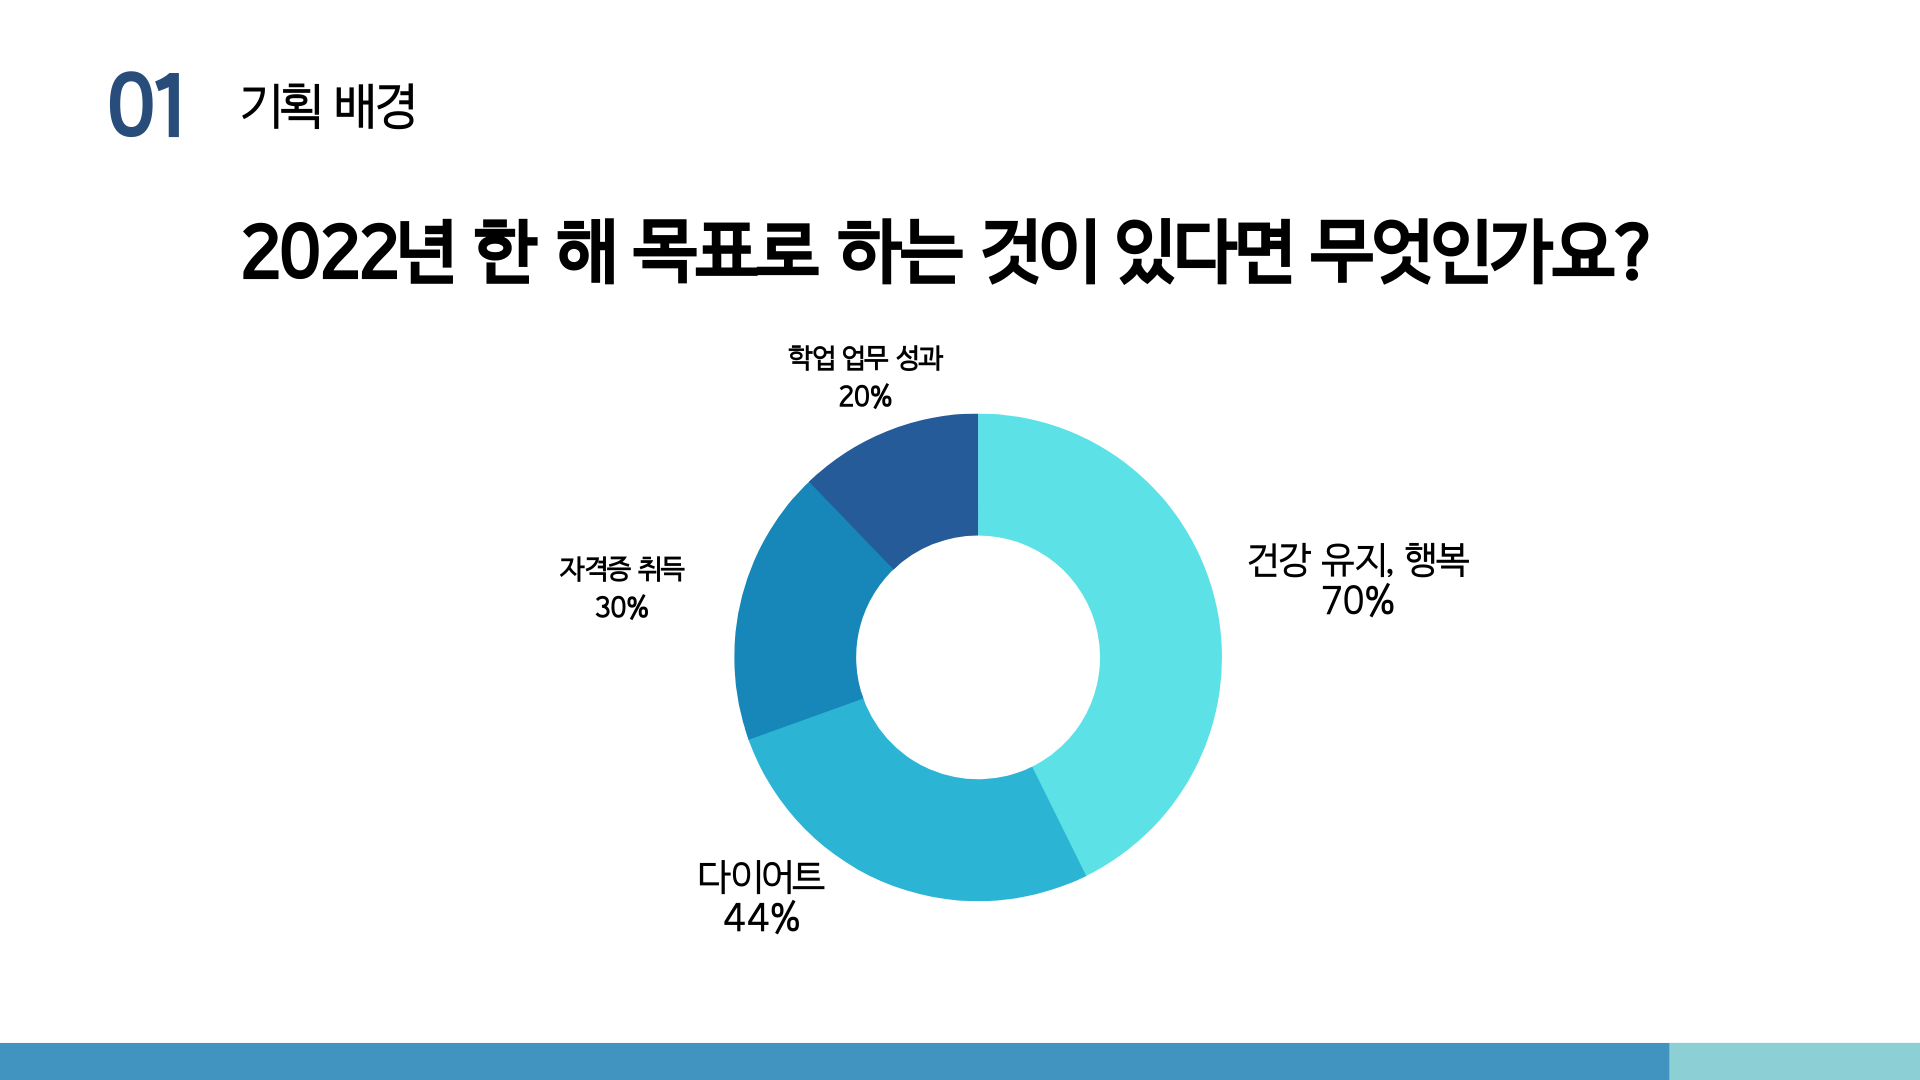 01 기획 배경
2022년 한 해 목표로 하는 것이 있다면 무엇인가요?
학업 업무 성과
20%
건강 유지, 행복
70%
자격증 취득
30%
다이어트
44%